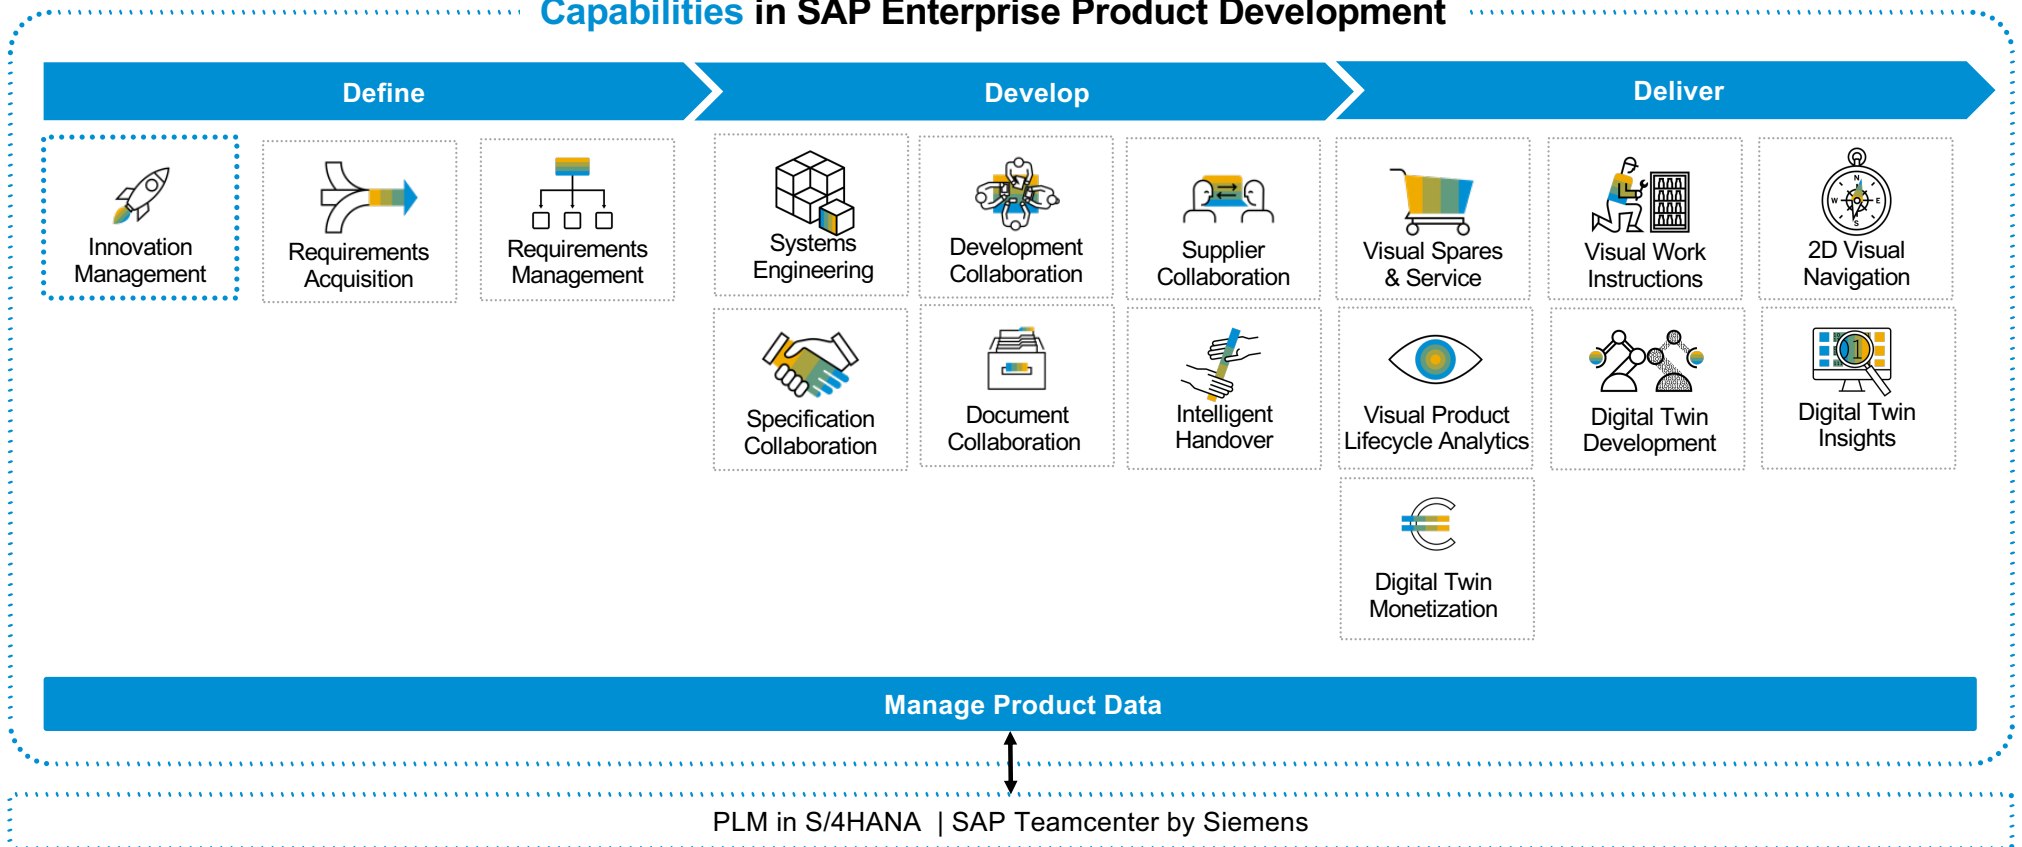 Capabilities in SAP Enterprise Product Development
Define
Develop
Deliver
Innovation
Management
Requirements
Acquisition
Requirements
Management
Systems
Engineering
Development
Collaboration
Supplier
Collaboration
Visual Spares
& Service
Visual Work
Instructions
N
W
E
S
2D Visual
Navigation
Specification
Collaboration
Document
Collaboration
Intelligent
Handover
Visual Product
Lifecycle Analytics
Digital Twin
Development
1
Digital Twin
Insights
Digital Twin
Monetization
Manage Product Data
PLM in S/4HANA | SAP Teamcenter by Siemens